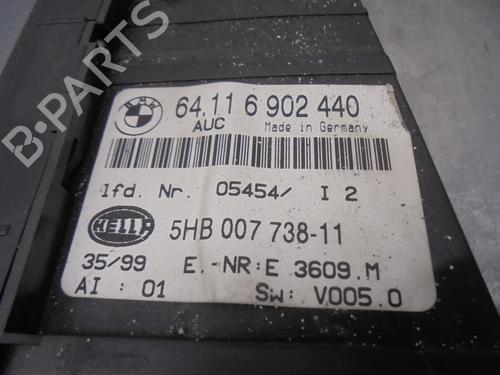 B-PARTS
BMW
64.11 6 902 440
AUC Made in Germany
lfd. Nr. 05454/ I 2
HELLA
5HB 007 738-11
35/99 E.-NR:E 3609.M
AI : 01 SW: V005.0